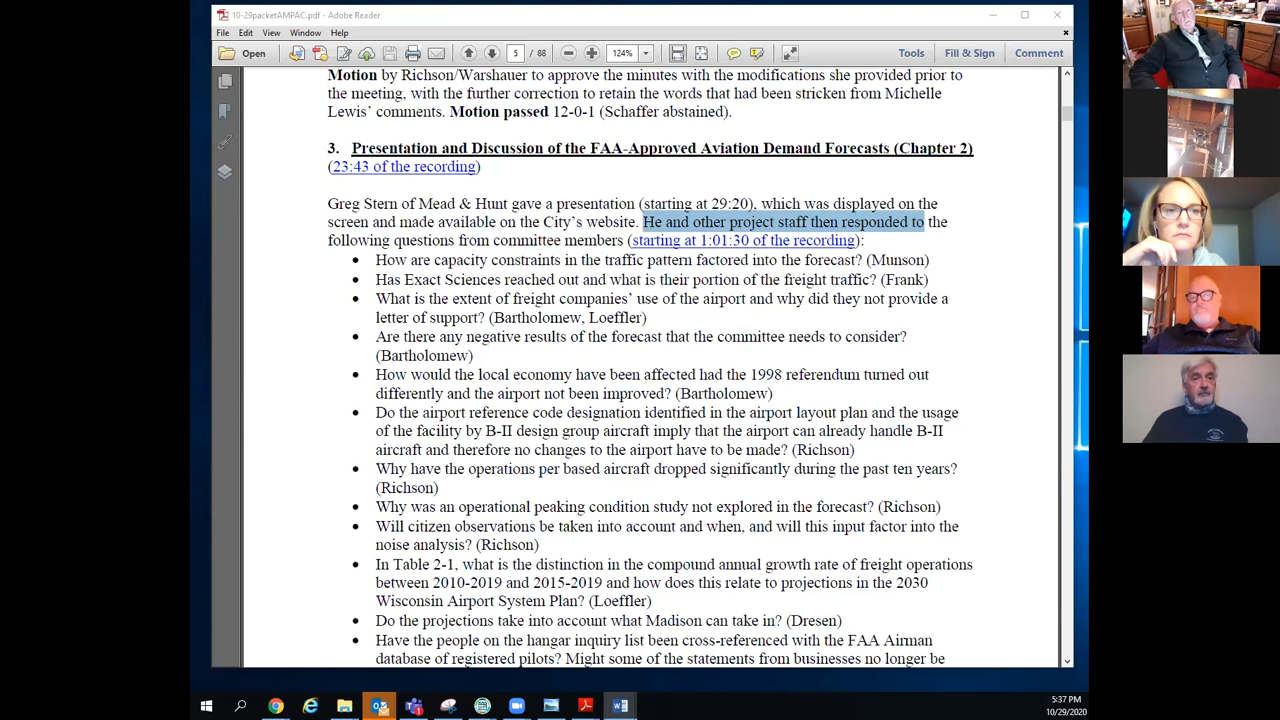 10-29packetAMPAC.pdf - Adobe Reader
File Edit View Window Help
Open 5 / 88 124% Tools Fill & Sign Comment
Motion by Richson/Warshauer to approve the minutes with the modifications she provided prior to
the meeting, with the further correction to retain the words that had been stricken from Michelle
Lewis’ comments. Motion passed 12-0-1 (Schaffer abstained).
3. Presentation and Discussion of the FAA-Approved Aviation Demand Forecasts (Chapter 2)
(23:43 of the recording)
Greg Stern of Mead & Hunt gave a presentation (starting at 29:20), which was displayed on the
screen and made available on the City’s website. He and other project staff then responded to the
following questions from committee members (starting at 1:01:30 of the recording):
• How are capacity constraints in the traffic pattern factored into the forecast? (Munson)
• Has Exact Sciences reached out and what is their portion of the freight traffic? (Frank)
• What is the extent of freight companies’ use of the airport and why did they not provide a
letter of support? (Bartholomew, Loeffler)
• Are there any negative results of the forecast that the committee needs to consider?
(Bartholomew)
• How would the local economy have been affected had the 1998 referendum turned out
differently and the airport not been improved? (Bartholomew)
• Do the airport reference code designation identified in the airport layout plan and the usage
of the facility by B-II design group aircraft imply that the airport can already handle B-II
aircraft and therefore no changes to the airport have to be made? (Richson)
• Why have the operations per based aircraft dropped significantly during the past ten years?
(Richson)
• Why was an operational peaking condition study not explored in the forecast? (Richson)
• Will citizen observations be taken into account and when, and will this input factor into the
noise analysis? (Richson)
• In Table 2-1, what is the distinction in the compound annual growth rate of freight operations
between 2010-2019 and 2015-2019 and how does this relate to projections in the 2030
Wisconsin Airport System Plan? (Loeffler)
• Do the projections take into account what Madison can take in? (Dresen)
• Have the people on the hangar inquiry list been cross-referenced with the FAA Airman
database of registered pilots? Might some of the statements from businesses no longer be
5:37 PM
10/29/2020